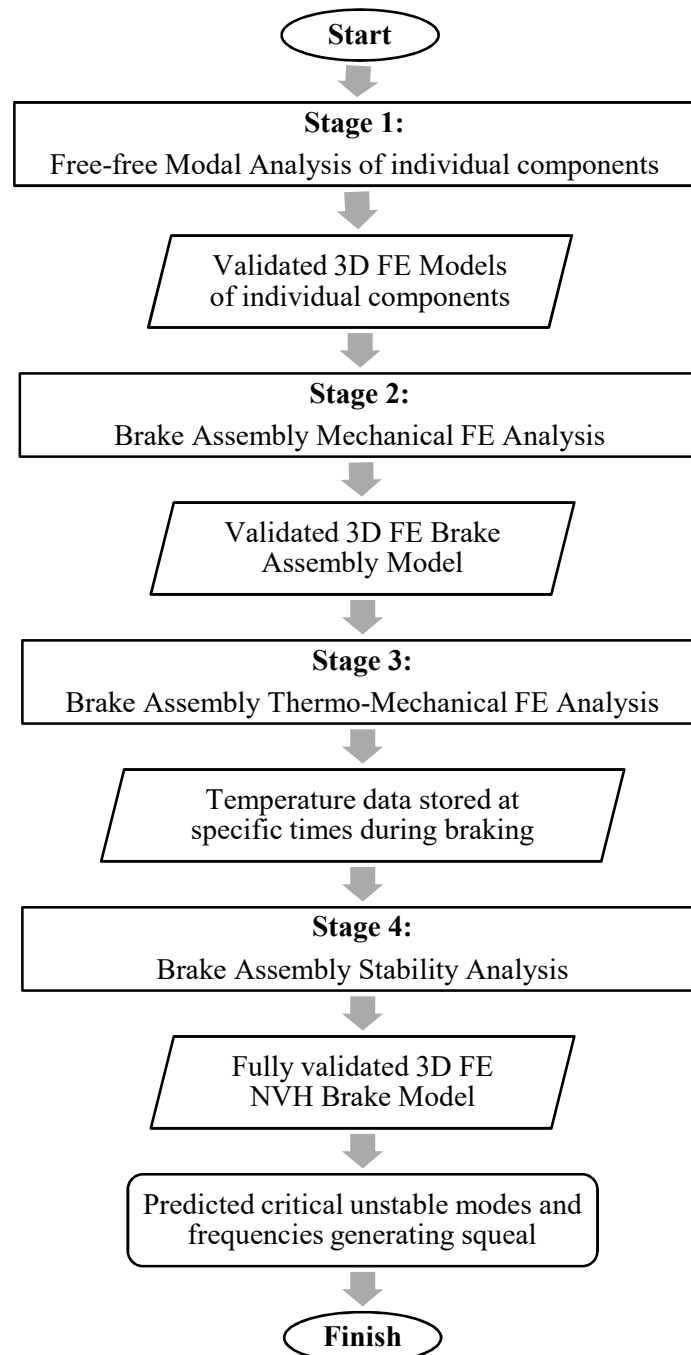 Start
Stage 1:
Free-free Modal Analysis of individual components
Validated 3D FE Models
of individual components
Stage 2:
Brake Assembly Mechanical FE Analysis
Validated 3D FE Brake
Assembly Model
Stage 3:
Brake Assembly Thermo-Mechanical FE Analysis
Temperature data stored at
specific times during braking
Stage 4:
Brake Assembly Stability Analysis
Fully validated 3D FE
NVH Brake Model
Predicted critical unstable modes and
frequencies generating squeal
Finish